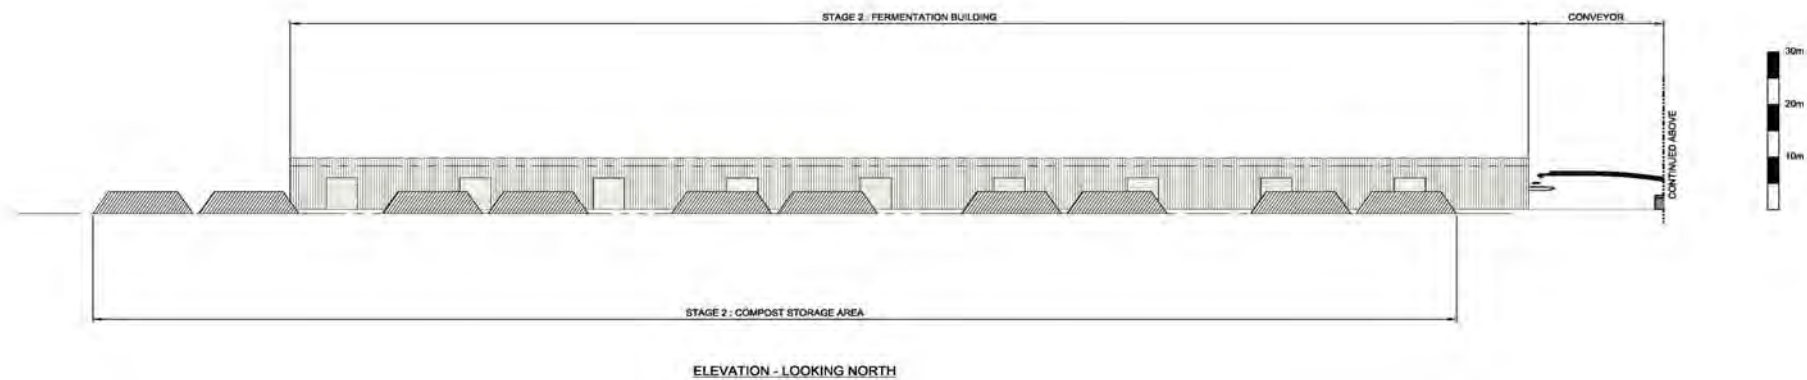 STAGE 2 : FERMENTATION BUILDING
CONVEYOR
30m
20m
10m
CONTINUED ABOVE
STAGE 2 : COMPOST STORAGE AREA
ELEVATION - LOOKING NORTH